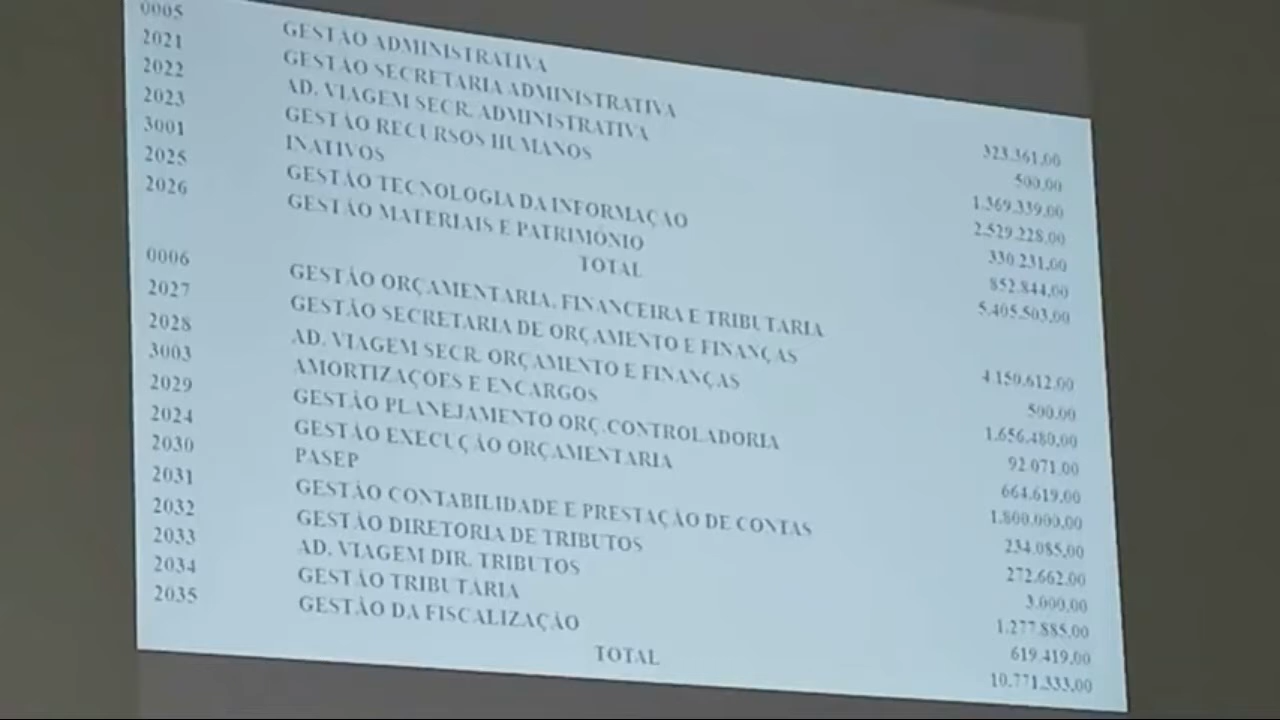 0005 GESTÃO ADMINISTRATIVA
2021 GESTÃO SECRETARIA ADMINISTRATIVA 323.361,00
2022 AD. VIAGEM SECR. ADMINISTRATIVA 500,00
2023 GESTÃO RECURSOS HUMANOS 1.369.339,00
3001 INATIVOS 2.529.228,00
2025 GESTÃO TECNOLOGIA DA INFORMAÇÃO 330.231,00
2026 GESTÃO MATERIAIS E PATRIMÔNIO 852.844,00
TOTAL 5.405.503,00
0006 GESTÃO ORÇAMENTARIA, FINANCEIRA E TRIBUTARIA
2027 GESTÃO SECRETARIA DE ORÇAMENTO E FINANÇAS 4.150.612,00
2028 AD. VIAGEM SECR. ORÇAMENTO E FINANÇAS 500,00
3003 AMORTIZAÇOES E ENCARGOS 1.656.480,00
2029 GESTÃO PLANEJAMENTO ORÇ.CONTROLADORIA 92.071,00
2024 GESTÃO EXECUÇÃO ORÇAMENTARIA 664.619,00
2030 PASEP 1.800.000,00
2031 GESTÃO CONTABILIDADE E PRESTAÇÃO DE CONTAS 234.085,00
2032 GESTÃO DIRETORIA DE TRIBUTOS 272.662,00
2033 AD. VIAGEM DIR. TRIBUTOS 3.000,00
2034 GESTÃO TRIBUTÁRIA 1.277.885,00
2035 GESTÃO DA FISCALIZAÇÃO 619.419,00
TOTAL 10.771.333,00